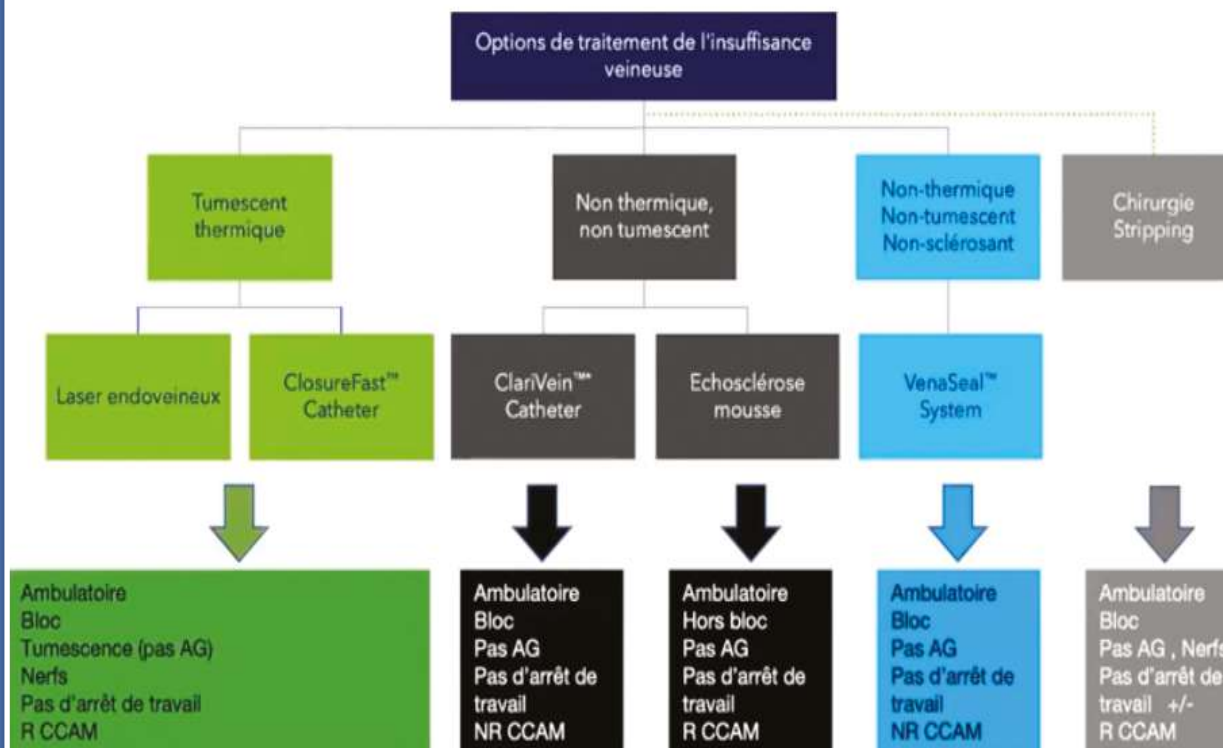 Options de traitement de l'insuffisance
veineuse
Tumescent
thermique
Non thermique,
non tumescent
Non-thermique
Non-tumescent
Non-sclérosant
Chirurgie
Stripping
Laser endoveineux
ClosureFast™
Catheter
ClariVein™*
Catheter
Echosclérose
mousse
VenaSeal™
System
Ambulatoire
Bloc
Tumescence (pas AG)
Nerfs
Pas d'arrêt de travail
R CCAM
Ambulatoire
Bloc
Pas AG
Pas d'arrêt de
travail
NR CCAM
Ambulatoire
Hors bloc
Pas AG
Pas d'arrêt de
travail
R CCAM
Ambulatoire
Bloc
Pas AG
Pas d'arrêt de
travail
NR CCAM
Ambulatoire
Bloc
Pas AG , Nerfs
Pas d'arrêt de
travail +/-
R CCAM